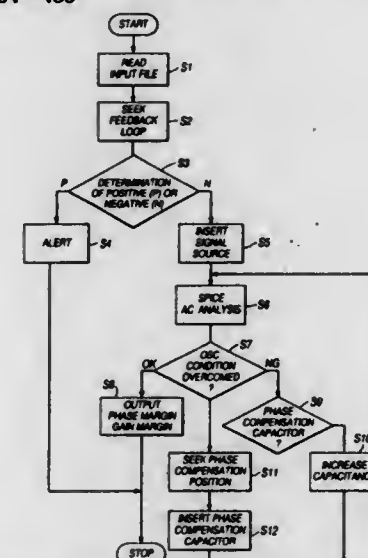 START
READ
INPUT FILE
S1
SEEK
FEEDBACK
LOOP
S2
S3
DETERMINATION
OF POSITIVE (P) OR
NEGATIVE (N)
P
N
ALERT
S4
INSERT
SIGNAL
SOURCE
S5
SPICE
AC ANALYSIS
S6
S7
OSC
CONDITION
OVERCOMED
?
OK
NG
S8
OUTPUT
PHASE MARGIN
GAIN MARGIN
S9
PHASE
COMPENSATION
CAPACITOR
?
S10
INCREASE
CAPACITANCE
SEEK PHASE
COMPENSATION
POSITION
S11
INSERT PHASE
COMPENSATION
CAPACITOR
S12
STOP